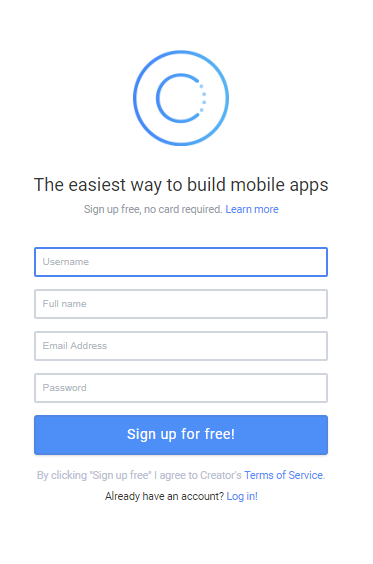 The easiest way to build mobile apps
Sign up free, no card required. Learn more
Username
Full name
Email Address
Password
Sign up for free!
By clicking "Sign up free" I agree to Creator's Terms of Service.
Already have an account? Log in!